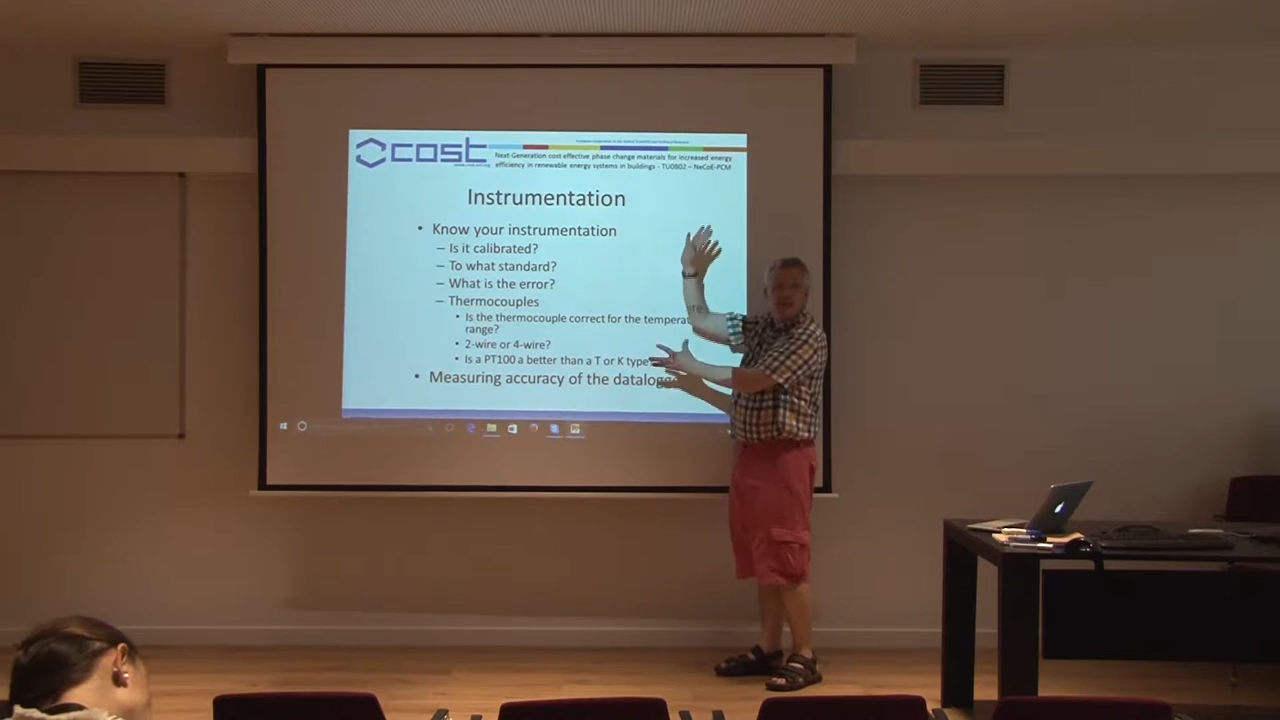 cost
Next Generation cost effective phase change materials for increased energy
efficiency in renewable energy systems in buildings - TU0802 – NeCoE-PCM
Instrumentation
• Know your instrumentation
– Is it calibrated?
– To what standard?
– What is the error?
– Thermocouples
• Is the thermocouple correct for the temperat re
range?
• 2-wire or 4-wire?
• Is a PT100 a better than a T or K type
• Measuring accuracy of the datalogge